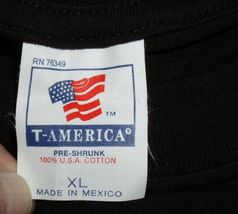 RN 76349
™
T-AMERICA®
PRE-SHRUNK
100% U.S.A. COTTON
XL
MADE IN MEXICO